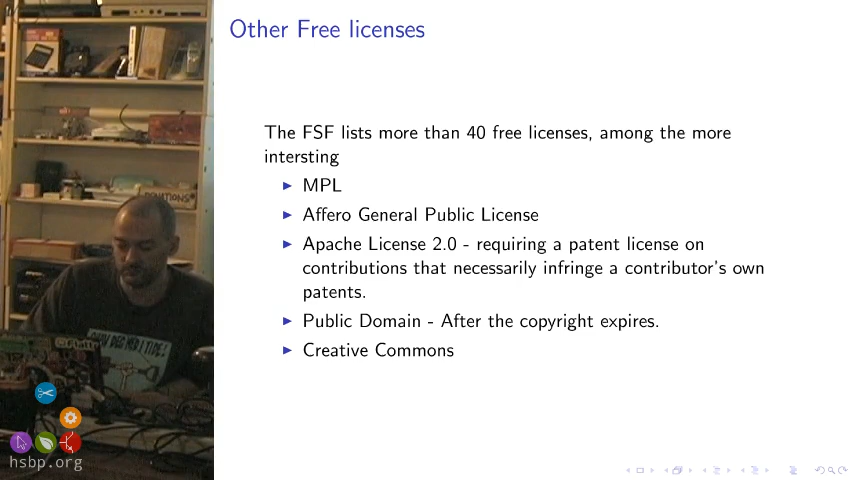 Other Free licenses
The FSF lists more than 40 free licenses, among the more
intersting
MPL
Affero General Public License
Apache License 2.0 - requiring a patent license on
contributions that necessarily infringe a contributor's own
patents.
Public Domain - After the copyright expires.
Creative Commons
DONATIONS
hsbp.org